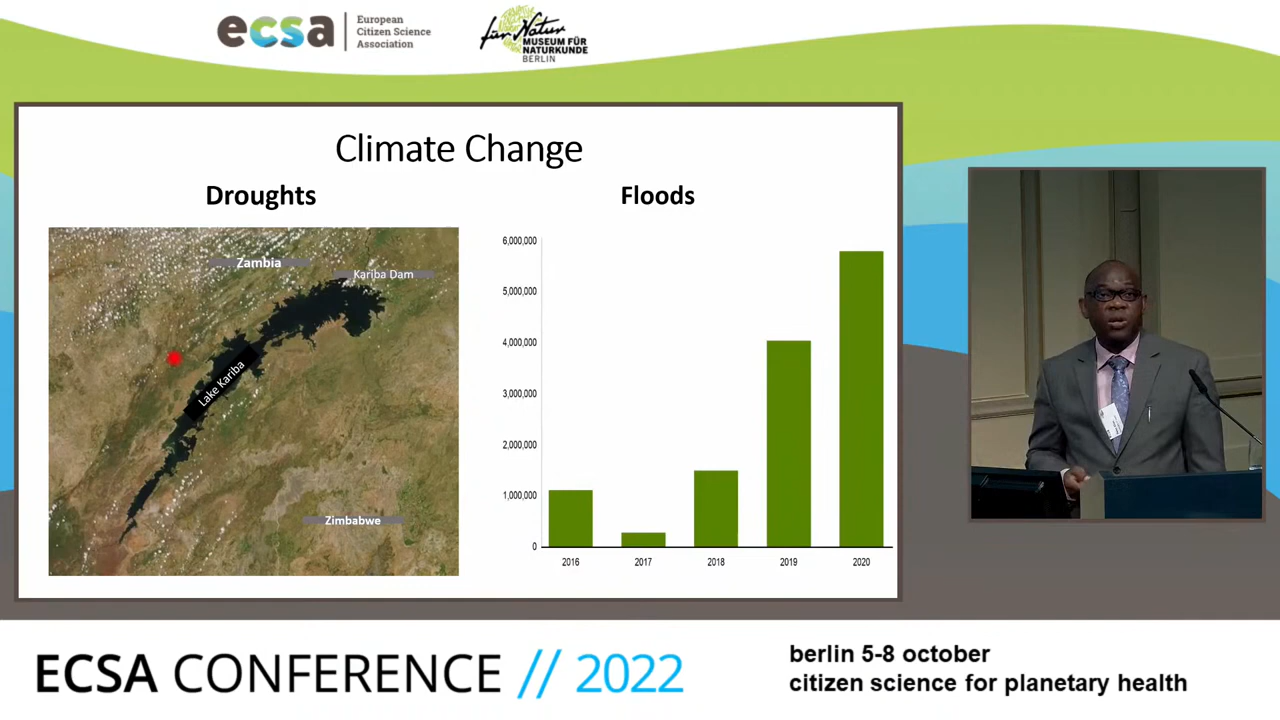 ecsa
European
Citizen Science
Association
für Natur
MUSEUM FÜR
NATURKUNDE
BERLIN
Climate Change
Droughts
Floods
Zambia
Kariba Dam
Lake Kariba
Zimbabwe
6,000,000
5,000,000
4,000,000
3,000,000
2,000,000
1,000,000
0
2016
2017
2018
2019
2020
ECSA CONFERENCE // 2022
berlin 5-8 october
citizen science for planetary health